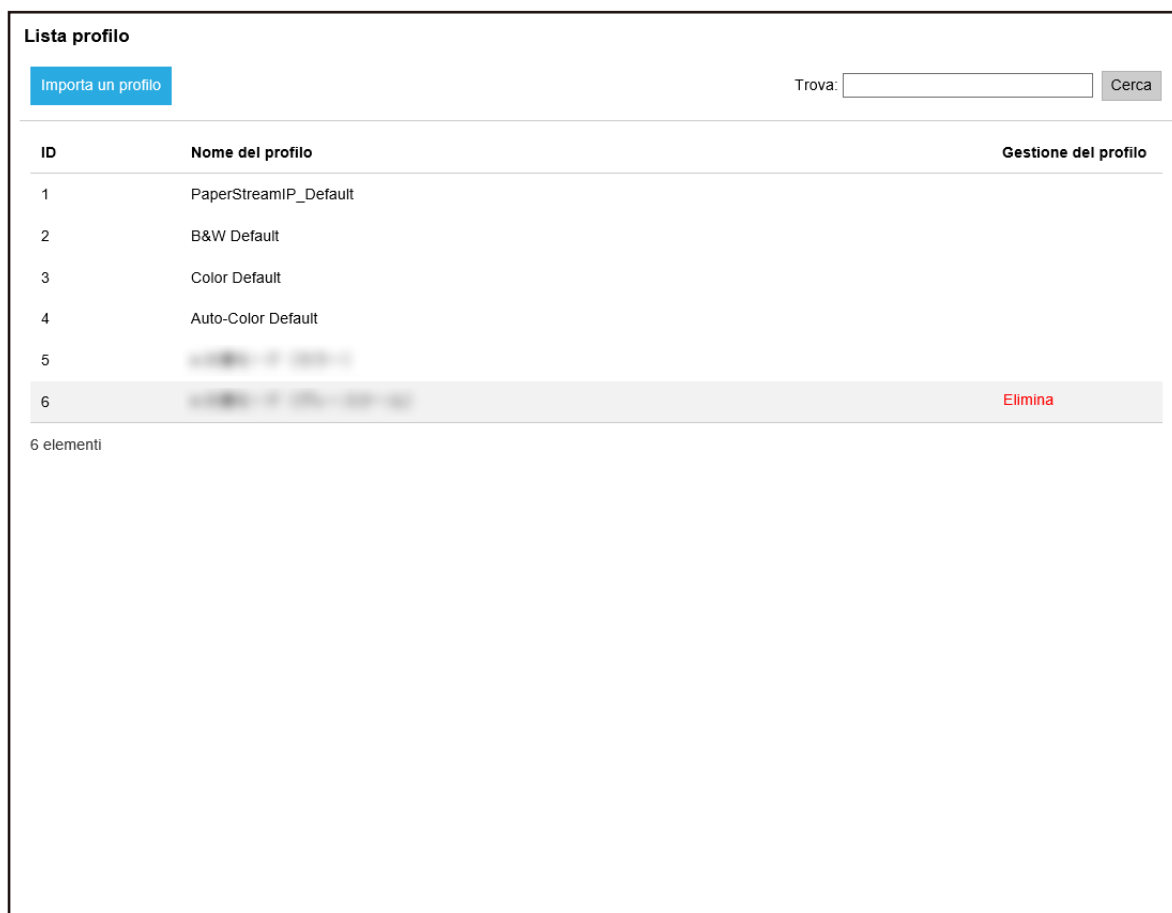 Lista profilo
Importa un profilo Trova: Cerca
ID Nome del profilo Gestione del profilo
1 PaperStreamIP_Default
2 B&W Default
3 Color Default
4 Auto-Color Default
5
6 Elimina
6 elementi